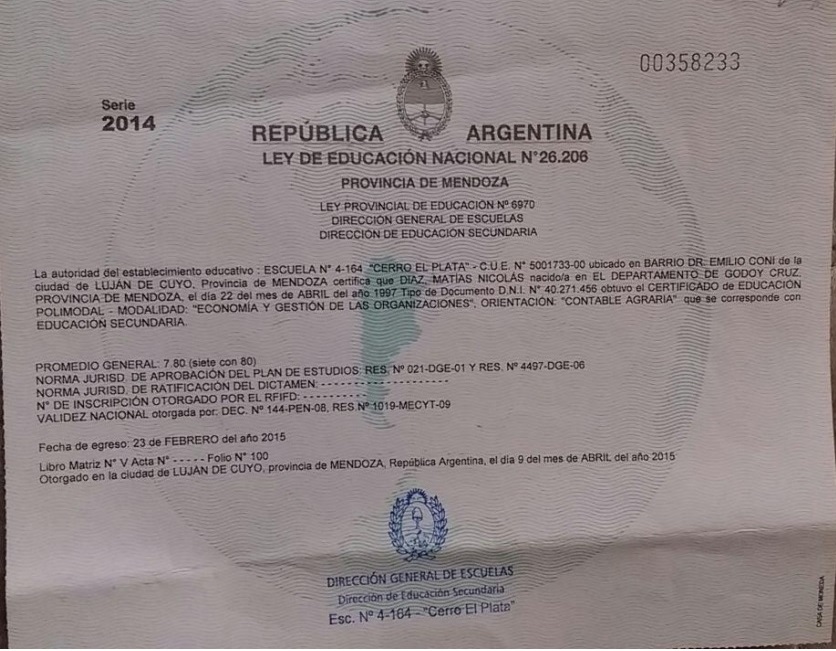 00358233
Serie
2014
REPÚBLICA ARGENTINA
LEY DE EDUCACIÓN NACIONAL N°26.206
PROVINCIA DE MENDOZA
LEY PROVINCIAL DE EDUCACIÓN Nº 6970
DIRECCIÓN GENERAL DE ESCUELAS
DIRECCIÓN DE EDUCACIÓN SECUNDARIA
La autoridad del establecimiento educativo : ESCUELA N° 4-164 "CERRO EL PLATA" - C.U.E. N° 5001733-00 ubicado en BARRIO DR. EMILIO CONI de la
ciudad de LUJÁN DE CUYO, Provincia de MENDOZA certifica que DÍAZ, MATÍAS NICOLÁS nacido/a en EL DEPARTAMENTO DE GODOY CRUZ,
PROVINCIA DE MENDOZA, el día 22 del mes de ABRIL del año 1997 Tipo de Documento D.N.I. N° 40.271.456 obtuvo el CERTIFICADO DE EDUCACIÓN
POLIMODAL - MODALIDAD: "ECONOMÍA Y GESTIÓN DE LAS ORGANIZACIONES", ORIENTACIÓN: "CONTABLE AGRARIA" que se corresponde con
EDUCACIÓN SECUNDARIA.
PROMEDIO GENERAL: 7.80 (siete con 80)
NORMA JURISD. DE APROBACIÓN DEL PLAN DE ESTUDIOS: RES. Nº 021-DGE-01 Y RES. Nº 4497-DGE-06
NORMA JURISD. DE RATIFICACIÓN DEL DICTAMEN: - - - - - - - - - - - - - - - - - - - -
N° DE INSCRIPCIÓN OTORGADO POR EL RFIFD: - - - - - - - - - -
VALIDEZ NACIONAL otorgada por: DEC. Nº 144-PEN-08, RES.Nº 1019-MECYT-09
Fecha de egreso: 23 de FEBRERO del año 2015
Libro Matriz N° V Acta N° - - - - - Folio N° 100
Otorgado en la ciudad de LUJÁN DE CUYO, provincia de MENDOZA, República Argentina, el día 9 del mes de ABRIL del año 2015
DIRECCIÓN GENERAL DE ESCUELAS
Dirección de Educación Secundaria
Esc. Nº 4-164 - "Cerro El Plata"
CASA DE MONEDA